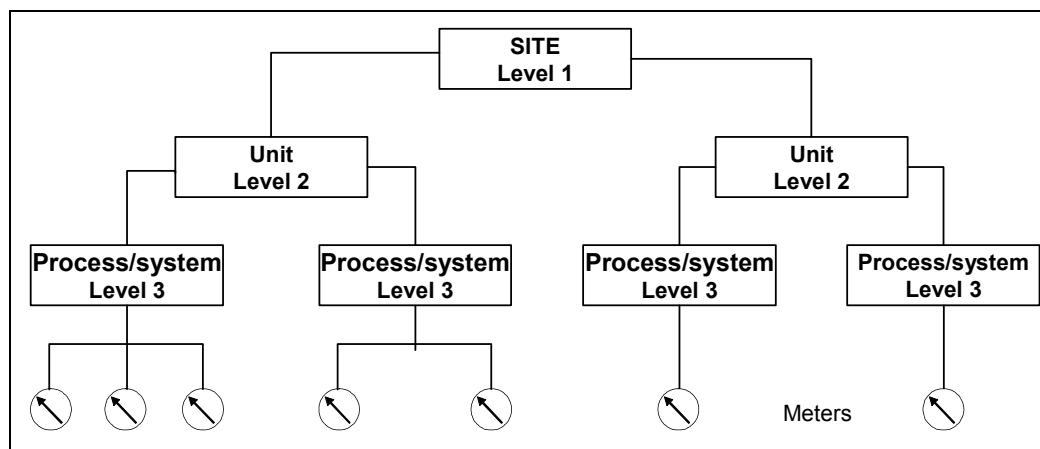 SITE
Level 1
Unit
Level 2
Unit
Level 2
Process/system
Level 3
Process/system
Level 3
Process/system
Level 3
Process/system
Level 3
Meters